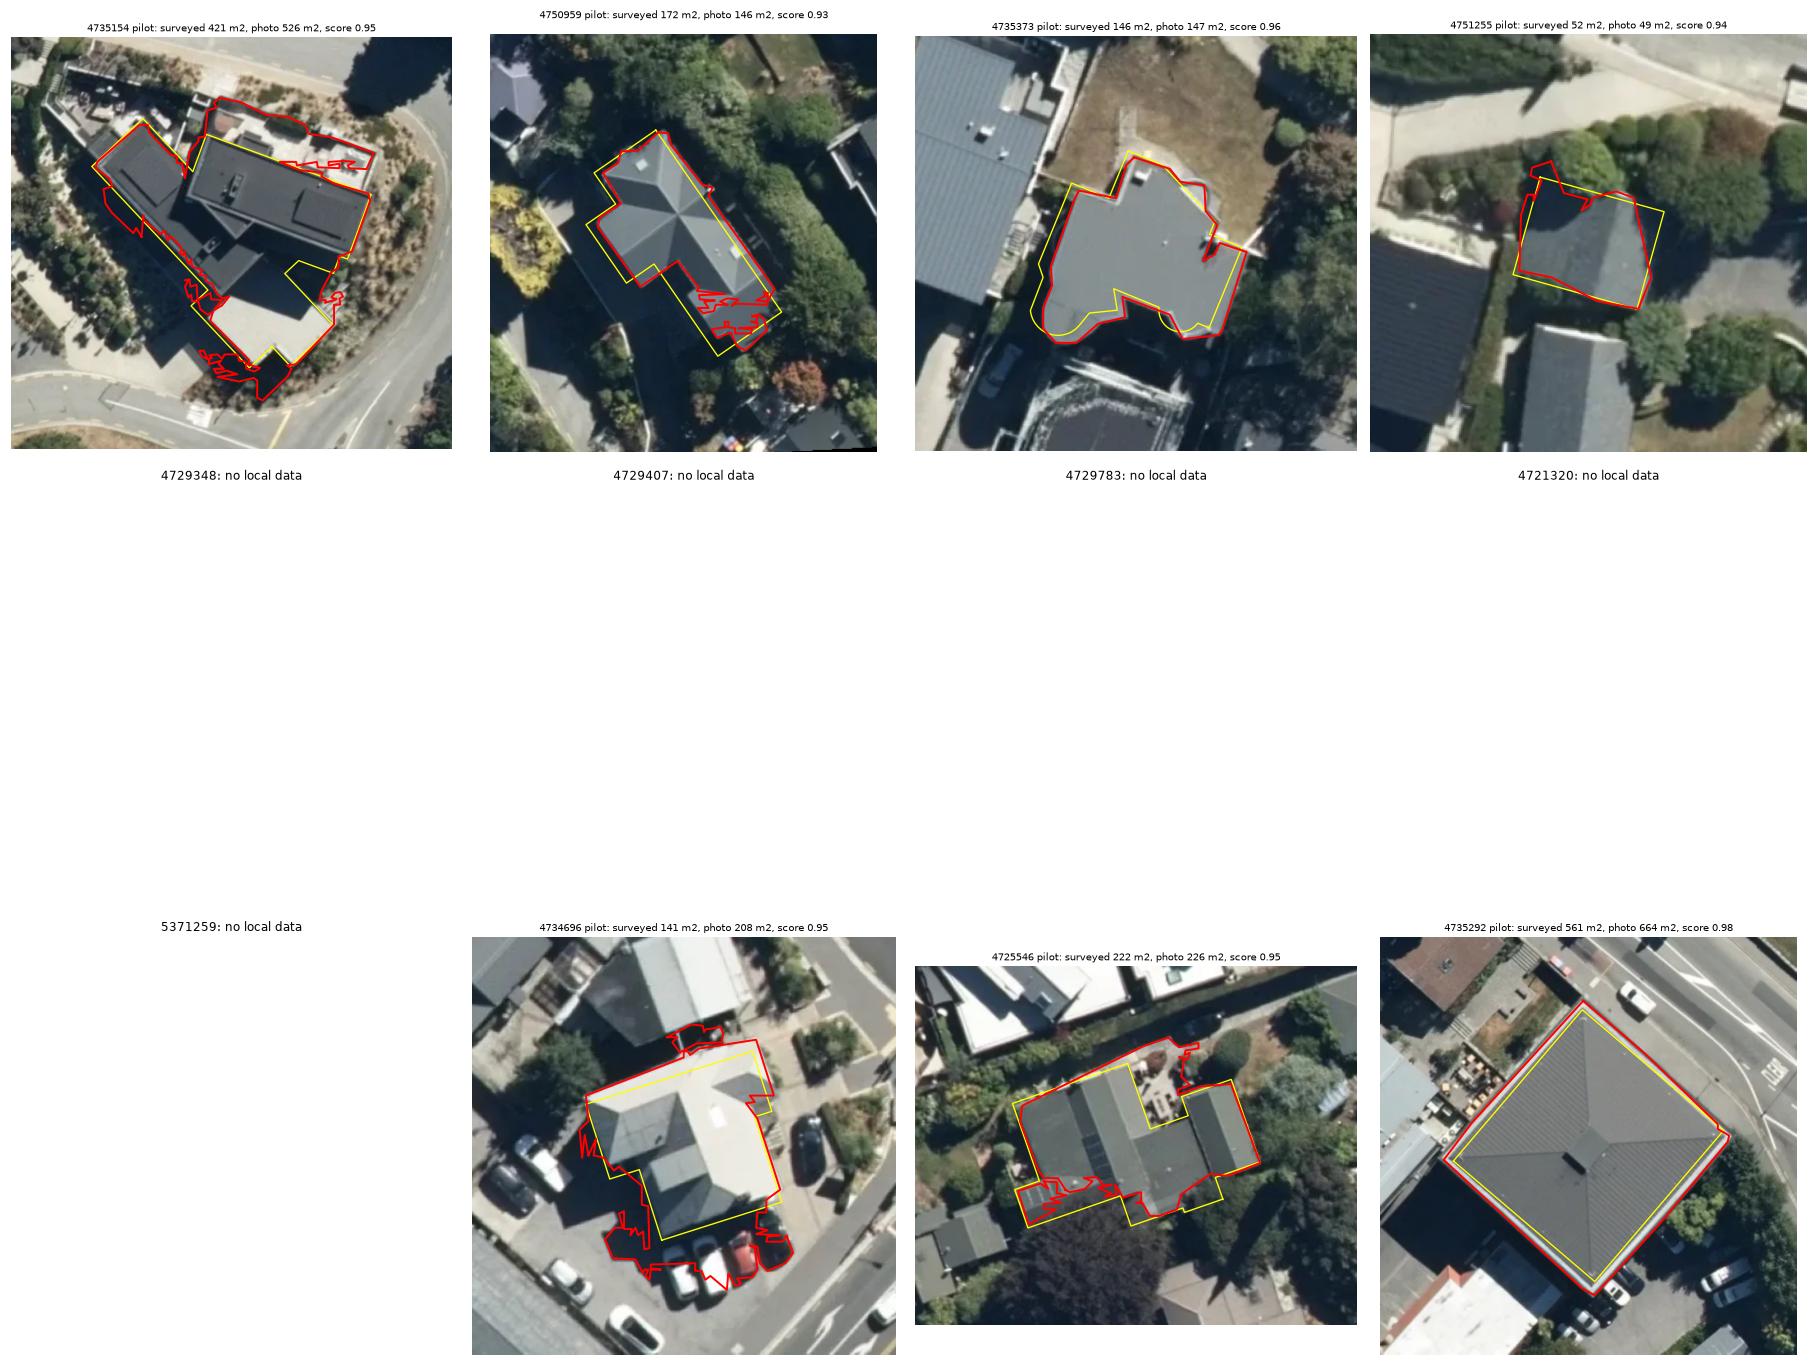 4735154 pilot: surveyed 421 m2, photo 526 m2, score 0.95
4750959 pilot: surveyed 172 m2, photo 146 m2, score 0.93
4735373 pilot: surveyed 146 m2, photo 147 m2, score 0.96
4751255 pilot: surveyed 52 m2, photo 49 m2, score 0.94
4729348: no local data
4729407: no local data
4729783: no local data
4721320: no local data
5371259: no local data
4734696 pilot: surveyed 141 m2, photo 208 m2, score 0.95
4725546 pilot: surveyed 222 m2, photo 226 m2, score 0.95
4735292 pilot: surveyed 561 m2, photo 664 m2, score 0.98